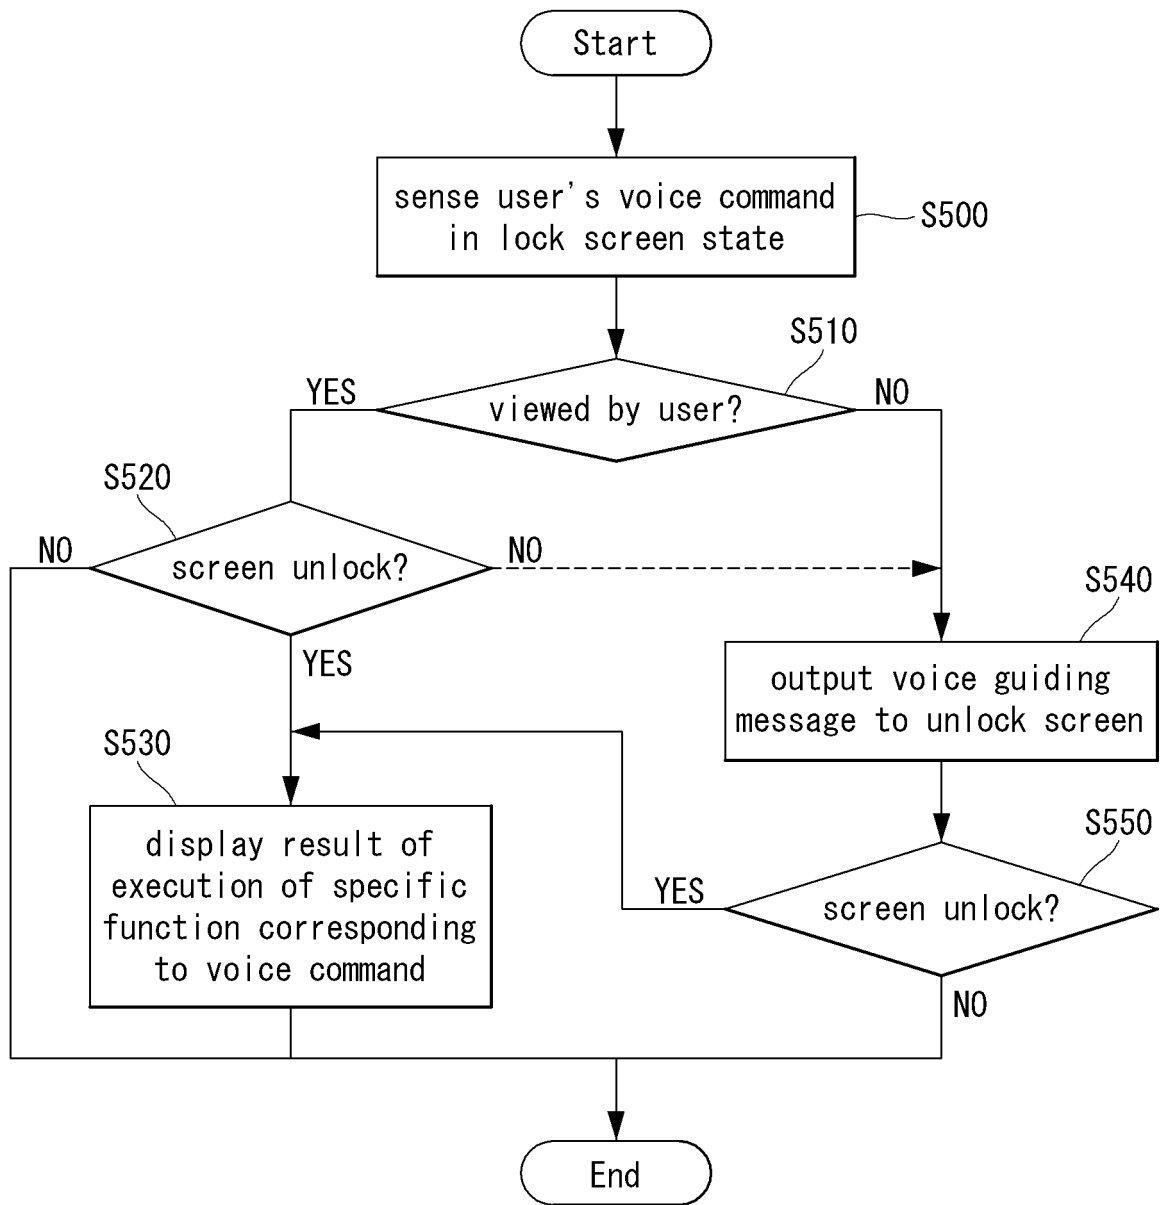 Start
sense user's voice command
in lock screen state
S500
S510
YES
viewed by user?
NO
S520
NO
screen unlock?
NO
YES
S540
output voice guiding
message to unlock screen
S530
display result of
execution of specific
function corresponding
to voice command
S550
YES
screen unlock?
NO
End